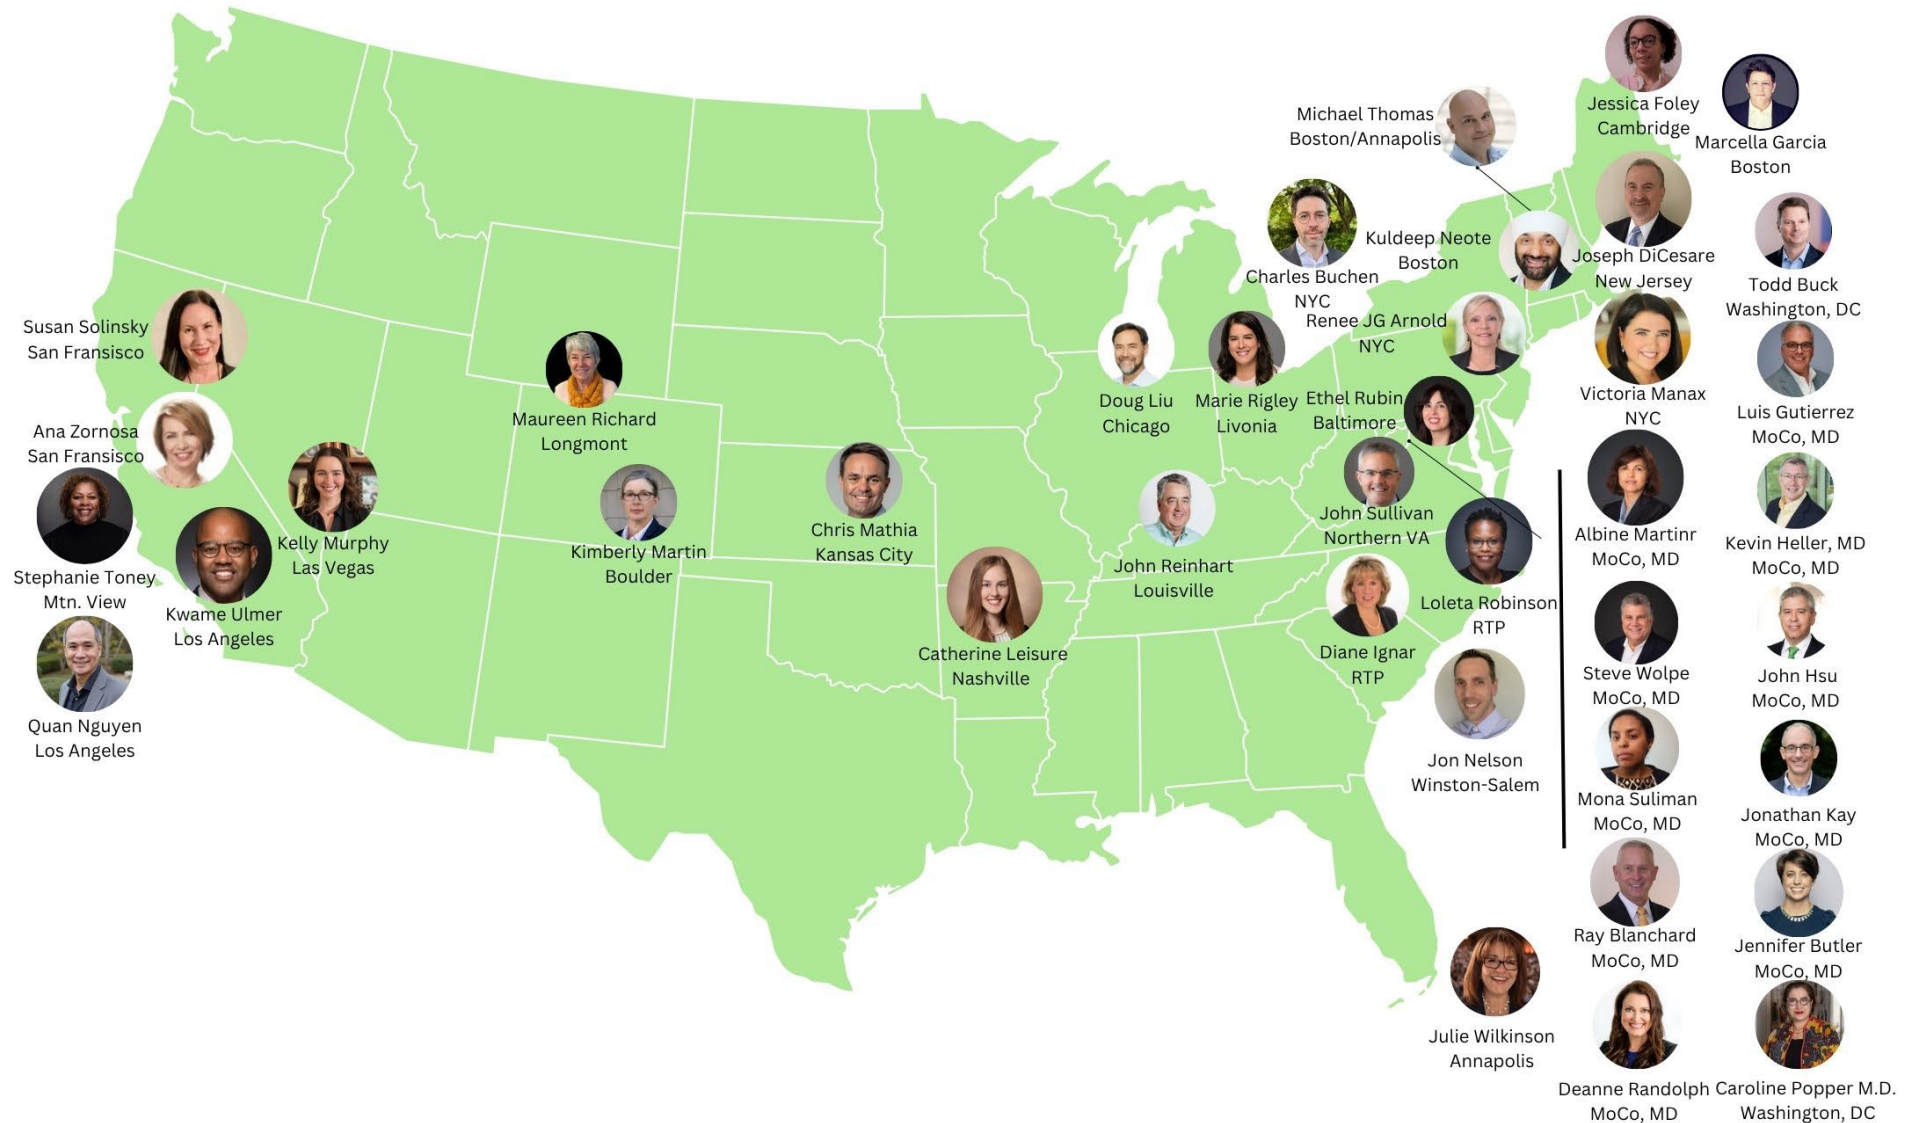 Jessica Foley
Cambridge
Marcella Garcia
Boston
Michael Thomas
Boston/Annapolis
Charles Buchen
NYC
Kuldeep Neote
Boston
Joseph DiCesare
New Jersey
Todd Buck
Washington, DC
Susan Solinsky
San Fransisco
Renee JG Arnold
NYC
Victoria Manax
NYC
Luis Gutierrez
MoCo, MD
Ana Zornosa
San Fransisco
Maureen Richard
Longmont
Doug Liu
Chicago
Marie Rigley
Livonia
Ethel Rubin
Baltimore
Stephanie Toney
Mtn. View
Kwame Ulmer
Los Angeles
Kelly Murphy
Las Vegas
Kimberly Martin
Boulder
Chris Mathia
Kansas City
John Reinhart
Louisville
John Sullivan
Northern VA
Albine Martinr
MoCo, MD
Kevin Heller, MD
MoCo, MD
Quan Nguyen
Los Angeles
Catherine Leisure
Nashville
Diane Ignar
RTP
Loleta Robinson
RTP
Steve Wolpe
MoCo, MD
John Hsu
MoCo, MD
Jon Nelson
Winston-Salem
Mona Suliman
MoCo, MD
Jonathan Kay
MoCo, MD
Ray Blanchard
MoCo, MD
Jennifer Butler
MoCo, MD
Julie Wilkinson
Annapolis
Deanne Randolph
MoCo, MD
Caroline Popper M.D.
Washington, DC